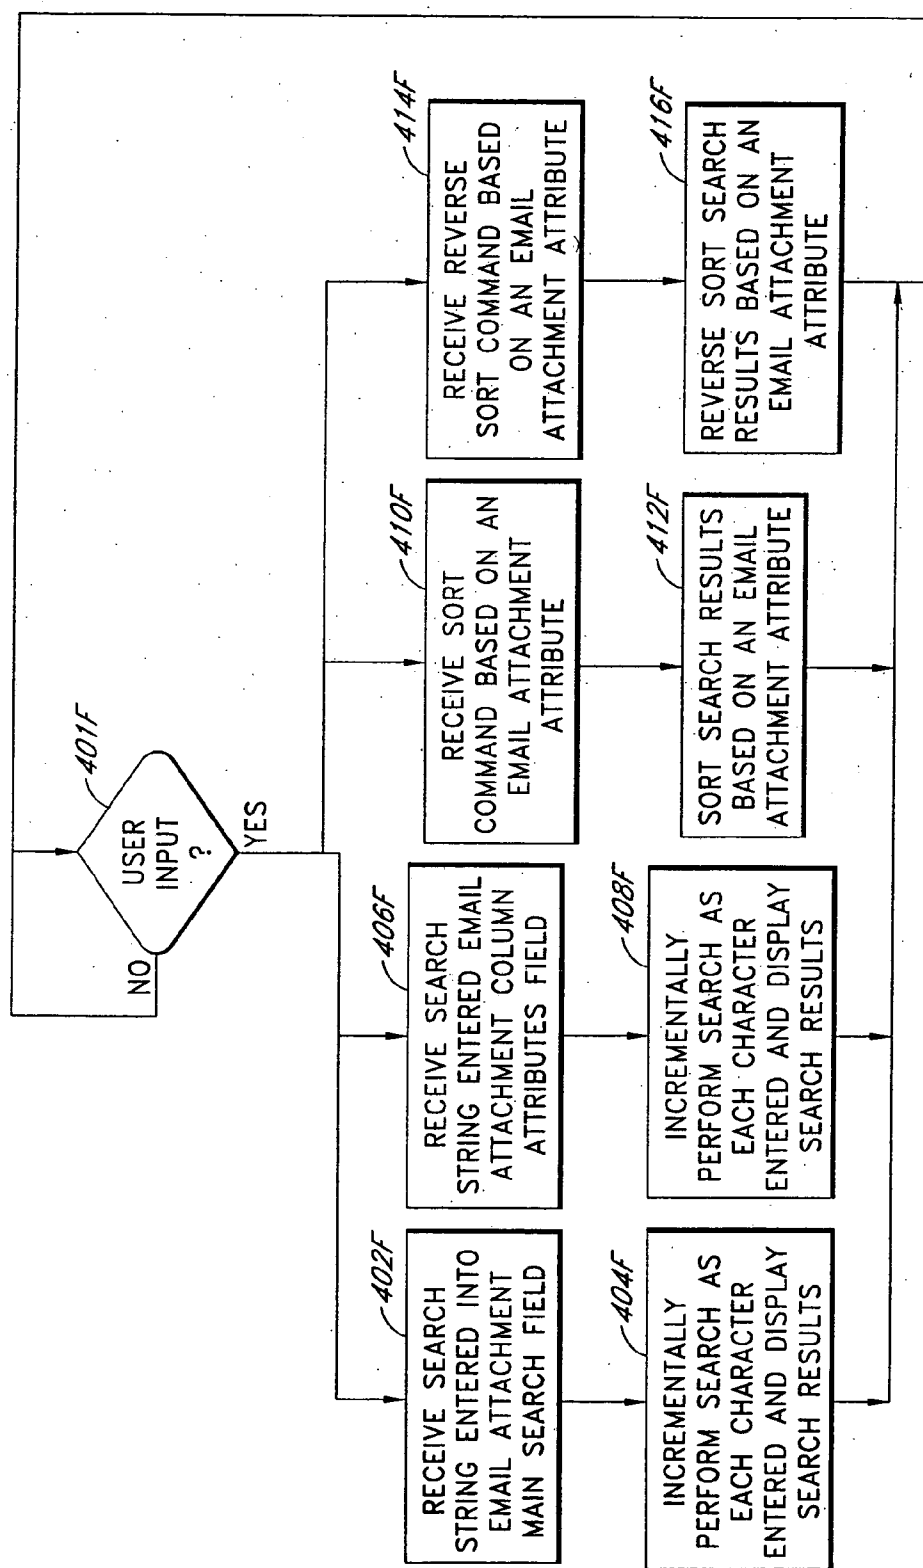 401F
USER
INPUT
?
NO
YES
402F
RECEIVE SEARCH
STRING ENTERED INTO
EMAIL ATTACHMENT
MAIN SEARCH FIELD
406F
RECEIVE SEARCH
STRING ENTERED EMAIL
ATTACHMENT COLUMN
ATTRIBUTES FIELD
410F
RECEIVE SORT
COMMAND BASED ON AN
EMAIL ATTACHMENT
ATTRIBUTE
414F
RECEIVE REVERSE
SORT COMMAND BASED
ON AN EMAIL
ATTACHMENT ATTRIBUTE
404F
INCREMENTALLY
PERFORM SEARCH AS
EACH CHARACTER
ENTERED AND DISPLAY
SEARCH RESULTS
408F
INCREMENTALLY
PERFORM SEARCH AS
EACH CHARACTER
ENTERED AND DISPLAY
SEARCH RESULTS
412F
SORT SEARCH RESULTS
BASED ON AN EMAIL
ATTACHMENT ATTRIBUTE
416F
REVERSE SORT SEARCH
RESULTS BASED ON AN
EMAIL ATTACHMENT
ATTRIBUTE